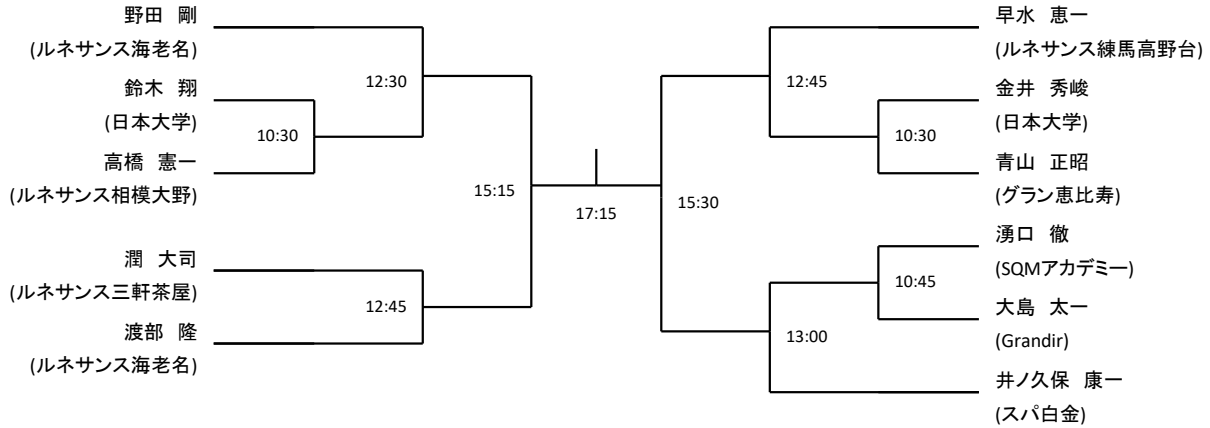 野田 剛
(ルネサンス海老名)
鈴木 翔
(日本大学)
高橋 憲一
(ルネサンス相模大野)
潤 大司
(ルネサンス三軒茶屋)
渡部 隆
(ルネサンス海老名)
12:30
10:30
12:45
15:15
17:15
15:30
12:45
10:30
10:45
13:00
早水 恵一
(ルネサンス練馬高野台)
金井 秀峻
(日本大学)
青山 正昭
(グラン恵比寿)
湧口 徹
(SQMアカデミー)
大島 太一
(Grandir)
井ノ久保 康一
(スパ白金)